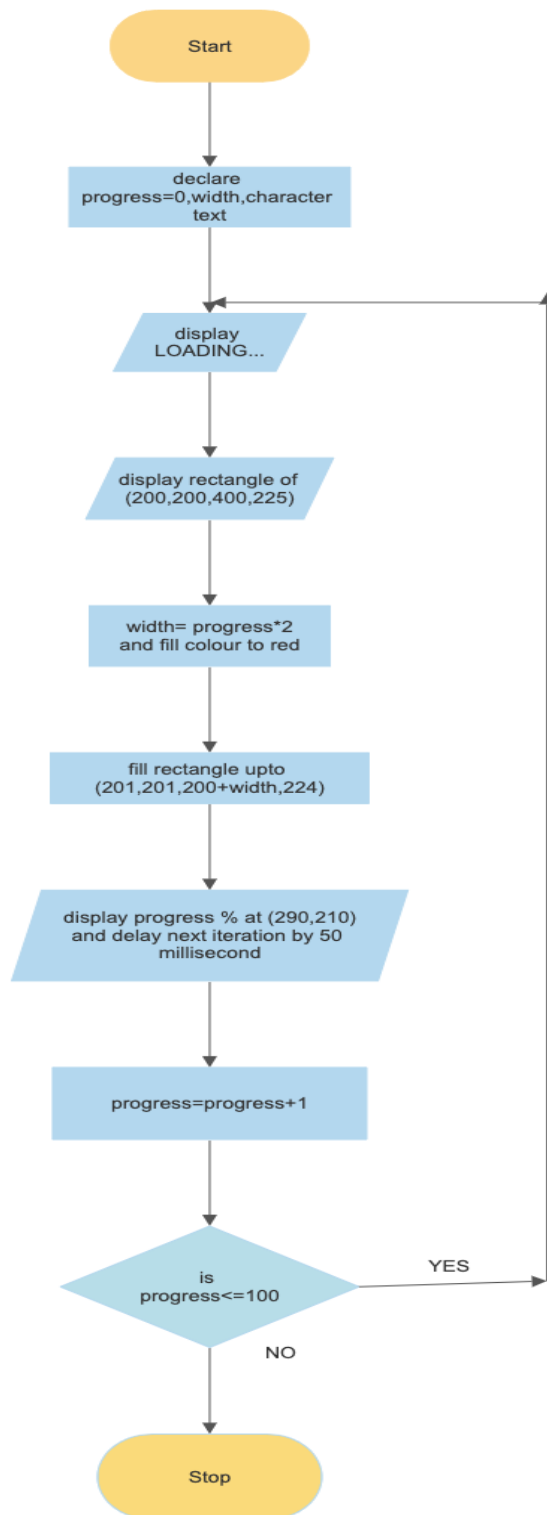 Start
declare
progress=0,width,character
text
display
LOADING...
display rectangle of
(200,200,400,225)
width= progress*2
and fill colour to red
fill rectangle upto
(201,201,200+width,224)
display progress % at (290,210)
and delay next iteration by 50
millisecond
progress=progress+1
is
progress<=100
YES
NO
Stop